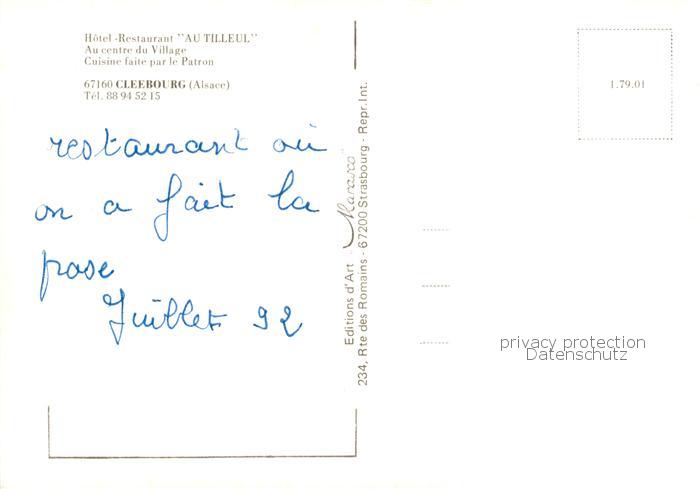 Hôtel-Restaurant "AU TILLEUL"
Au centre du Village
Cuisine faite par le Patron
67160 CLEEBOURG (Alsace)
Tél. 88 94 52 15
restaurant où
on a fait la
pose
Juillet 92
Editions d'Art "Marasco"
234, Rte des Romains - 67200 Strasbourg - Repr. Int.
1.79.01
privacy protection
Datenschutz